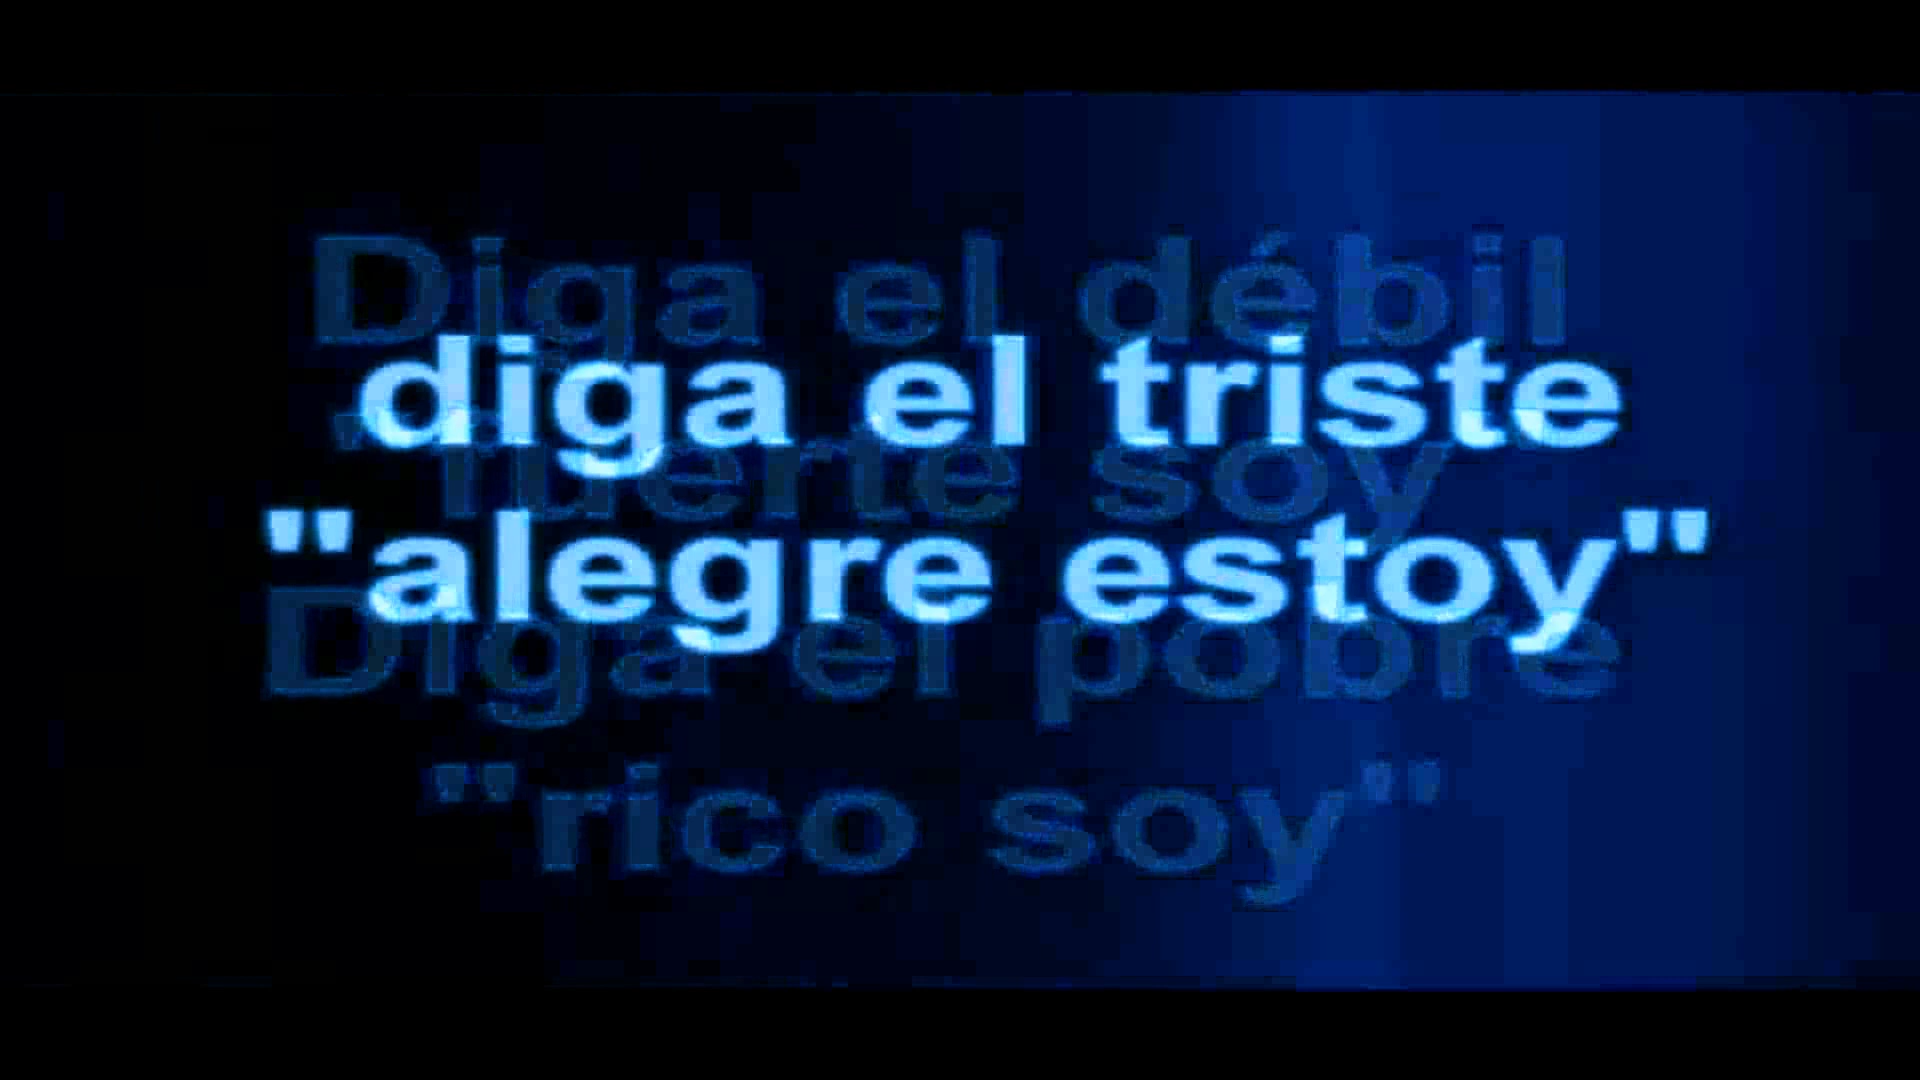 Diga el débil
diga el triste
"fuerte soy
"alegre estoy"
Diga el pobre
"rico soy"